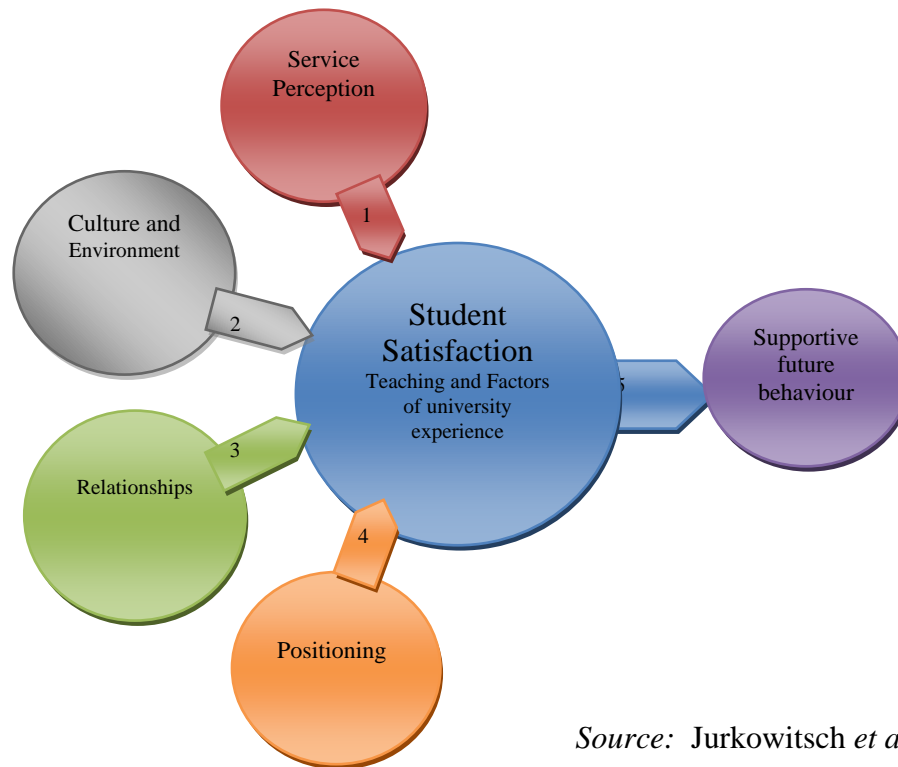 Service
Perception
1
Culture and
Environment
2
Student
Satisfaction
Teaching and Factors
of university
experience
5
Supportive
future
behaviour
3
Relationships
4
Positioning
Source: Jurkowitsch et a